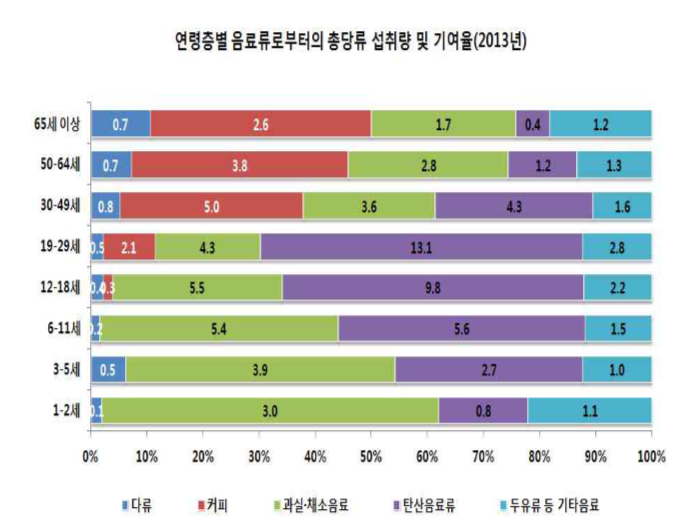 연령층별 음료류로부터의 총당류 섭취량 및 기여율(2013년)
65세 이상 0.7 2.6 1.7 0.4 1.2
50-64세 0.7 3.8 2.8 1.2 1.3
30-49세 0.8 5.0 3.6 4.3 1.6
19-29세 0.5 2.1 4.3 13.1 2.8
12-18세 0.4 0.3 5.5 9.8 2.2
6-11세 0.2 5.4 5.6 1.5
3-5세 0.5 3.9 2.7 1.0
1-2세 0.1 3.0 0.8 1.1
0% 10% 20% 30% 40% 50% 60% 70% 80% 90% 100%
다류 커피 과실·채소음료 탄산음료류 두유류 등 기타음료